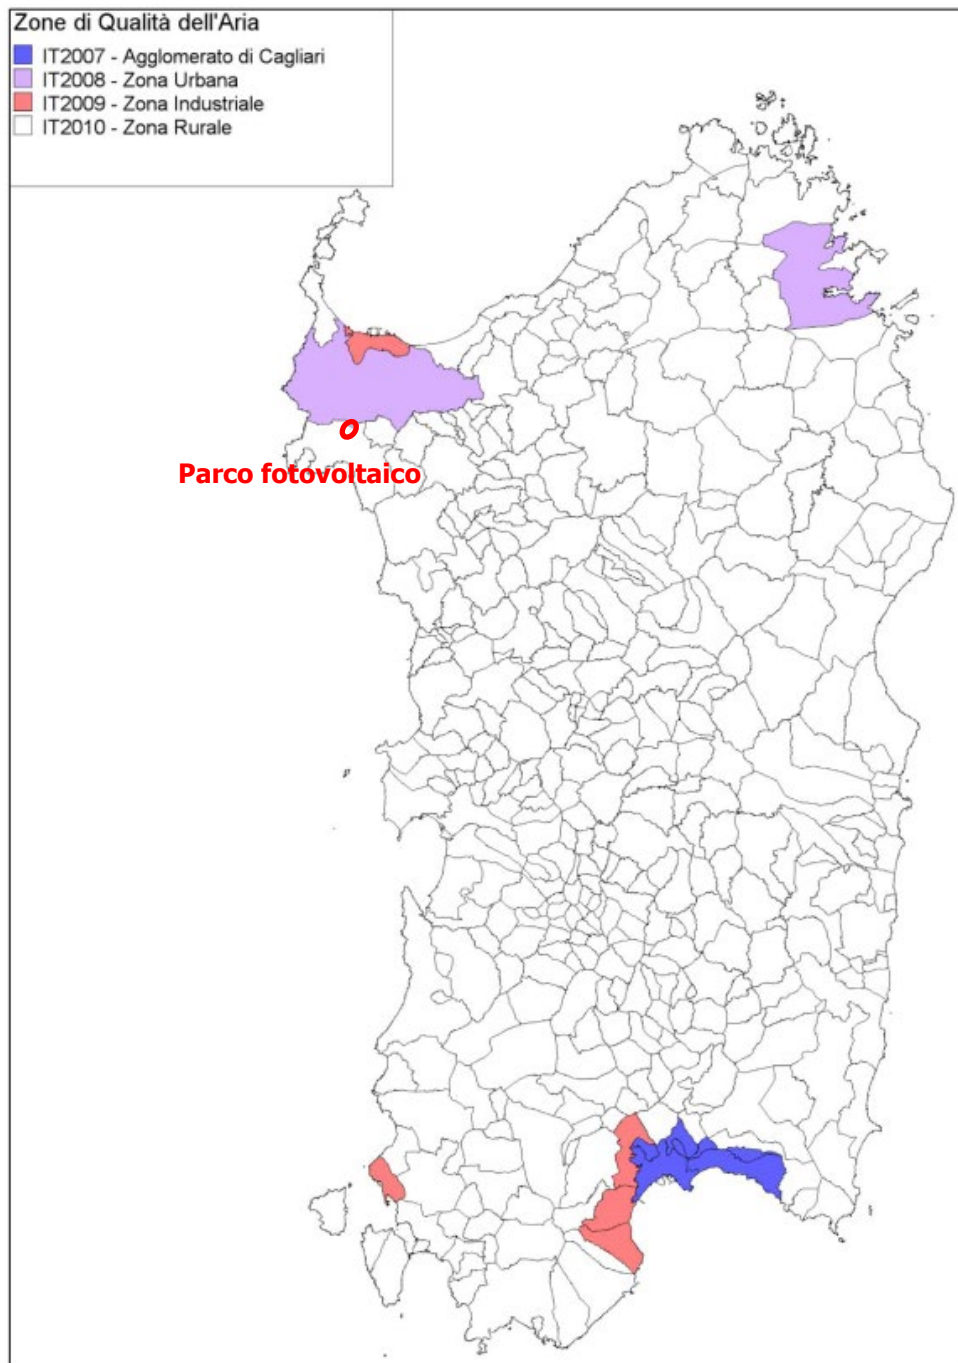 Zone di Qualità dell'Aria
IT2007 - Agglomerato di Cagliari
IT2008 - Zona Urbana
IT2009 - Zona Industriale
IT2010 - Zona Rurale
Parco fotovoltaico